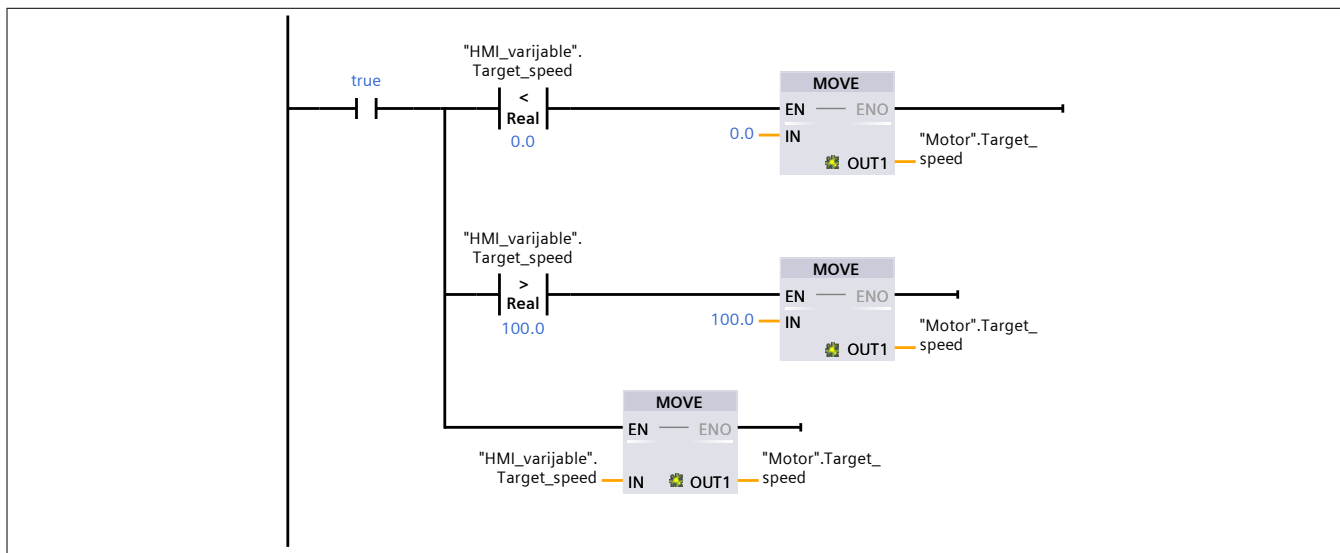 "HMI_varijable".
Target_speed
true
<
Real
0.0
MOVE
EN
ENO
0.0
IN
OUT1
"Motor".Target_
speed
"HMI_varijable".
Target_speed
>
Real
100.0
MOVE
EN
ENO
100.0
IN
OUT1
"Motor".Target_
speed
MOVE
EN
ENO
"HMI_varijable".
Target_speed
IN
OUT1
"Motor".Target_
speed